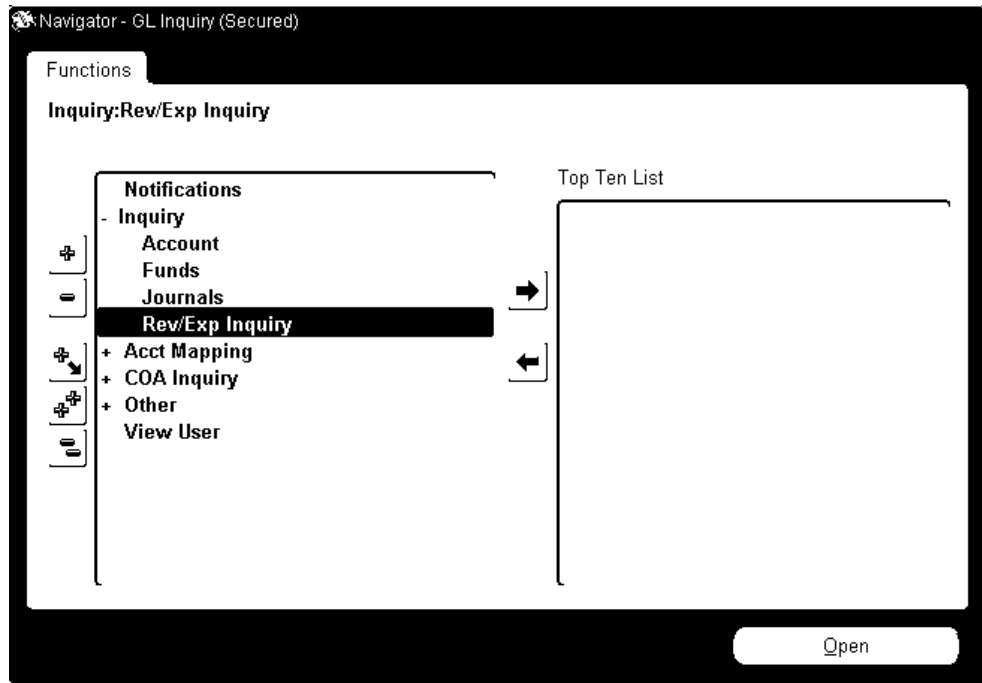 Navigator - GL Inquiry (Secured)
Functions
Inquiry:Rev/Exp Inquiry
Top Ten List
Notifications
- Inquiry
Account
Funds
Journals
Rev/Exp Inquiry
+ Acct Mapping
+ COA Inquiry
+ Other
View User
Open